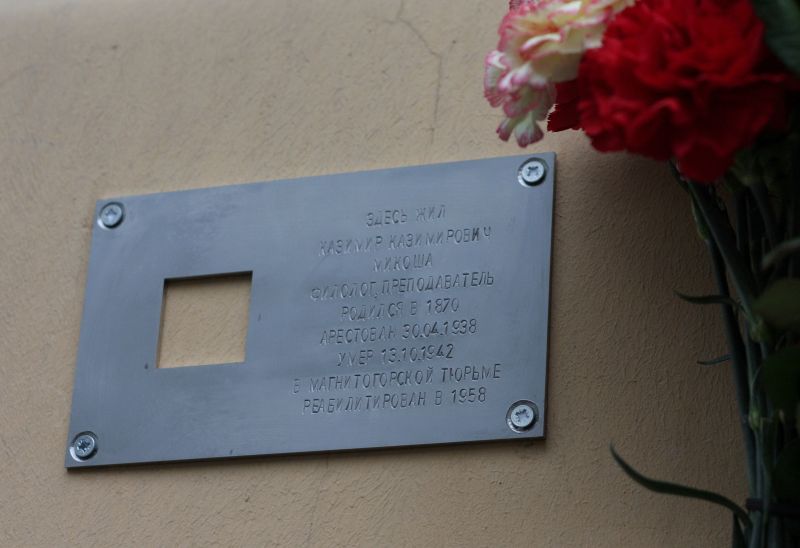 ЗДЕСЬ ЖИЛ
КАЗИМИР КАЗИМИРОВИЧ
МИКОША
ФИЛОЛОГ, ПРЕПОДАВАТЕЛЬ
РОДИЛСЯ В 1870
АРЕСТОВАН 30.04.1938
УМЕР 13.10.1942
В МАГНИТОГОРСКОЙ ТЮРЬМЕ
РЕАБИЛИТИРОВАН В 1958